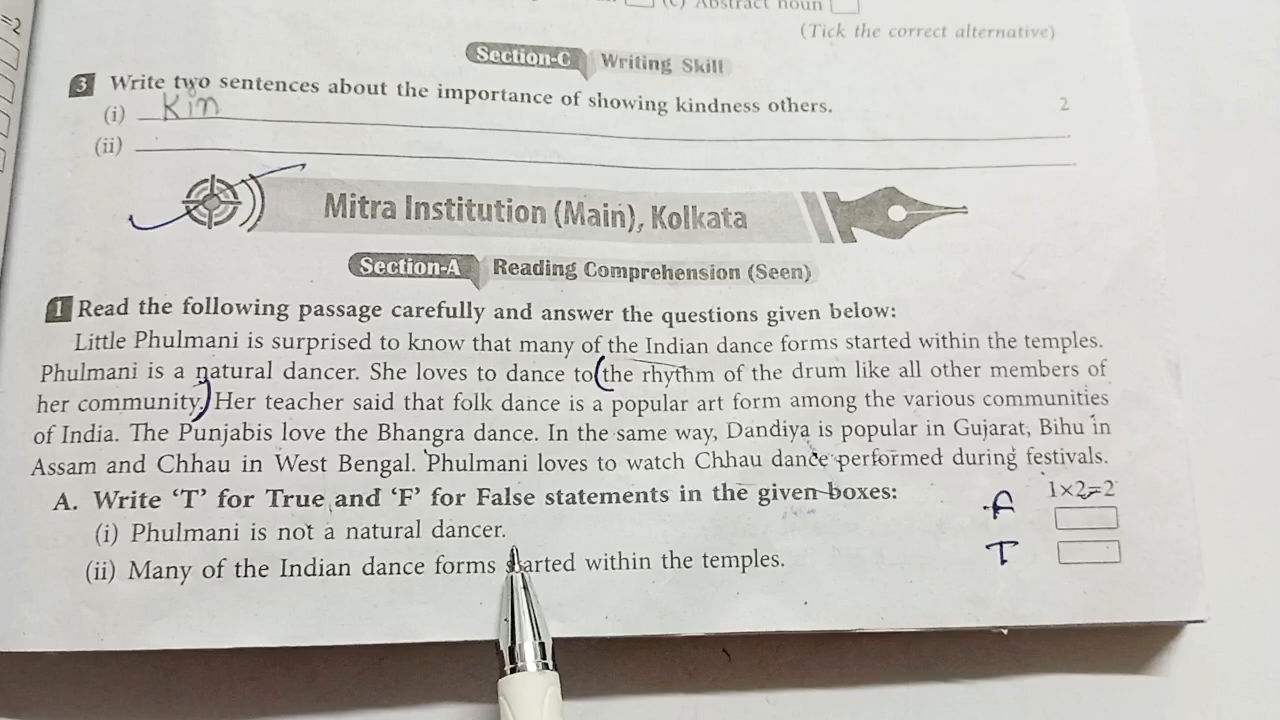 (c) Abstract noun
(Tick the correct alternative)
Section-C Writing Skill
3 Write two sentences about the importance of showing kindness others. 2
(i) Kin
(ii)
Mitra Institution (Main), Kolkata
Section-A Reading Comprehension (Seen)
1 Read the following passage carefully and answer the questions given below:
Little Phulmani is surprised to know that many of the Indian dance forms started within the temples.
Phulmani is a natural dancer. She loves to dance to (the rhythm of the drum like all other members of
her community.) Her teacher said that folk dance is a popular art form among the various communities
of India. The Punjabis love the Bhangra dance. In the same way, Dandiya is popular in Gujarat, Bihu in
Assam and Chhau in West Bengal. Phulmani loves to watch Chhau dance performed during festivals.
A. Write 'T' for True and 'F' for False statements in the given boxes: 1×2=2
(i) Phulmani is not a natural dancer. F
(ii) Many of the Indian dance forms started within the temples. T